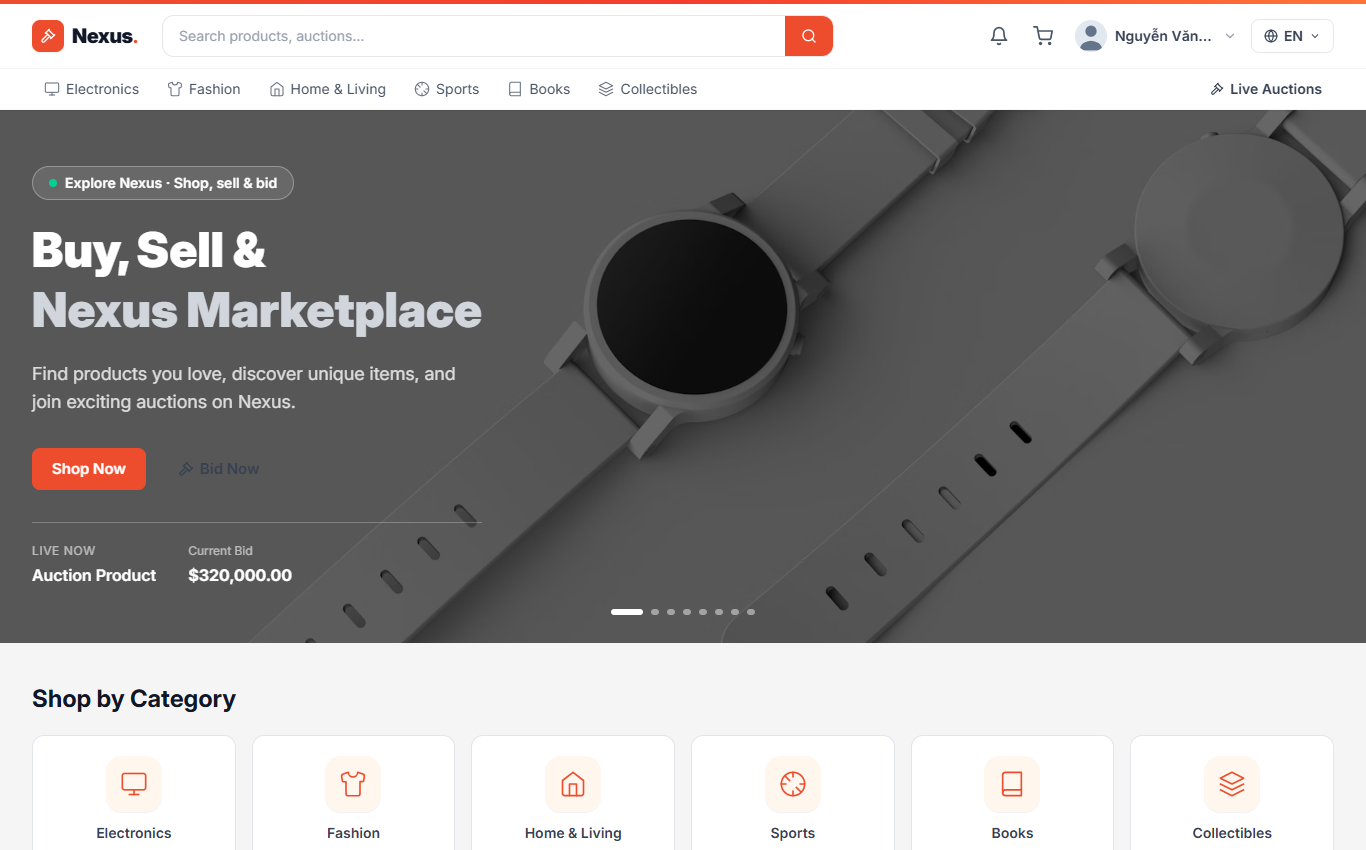 Nexus.
Search products, auctions...
Nguyễn Văn...
EN
Electronics
Fashion
Home & Living
Sports
Books
Collectibles
Live Auctions
Explore Nexus · Shop, sell & bid
Buy, Sell &
Nexus Marketplace
Find products you love, discover unique items, and
join exciting auctions on Nexus.
Shop Now
Bid Now
LIVE NOW
Current Bid
Auction Product
$320,000.00
Shop by Category
Electronics
Fashion
Home & Living
Sports
Books
Collectibles